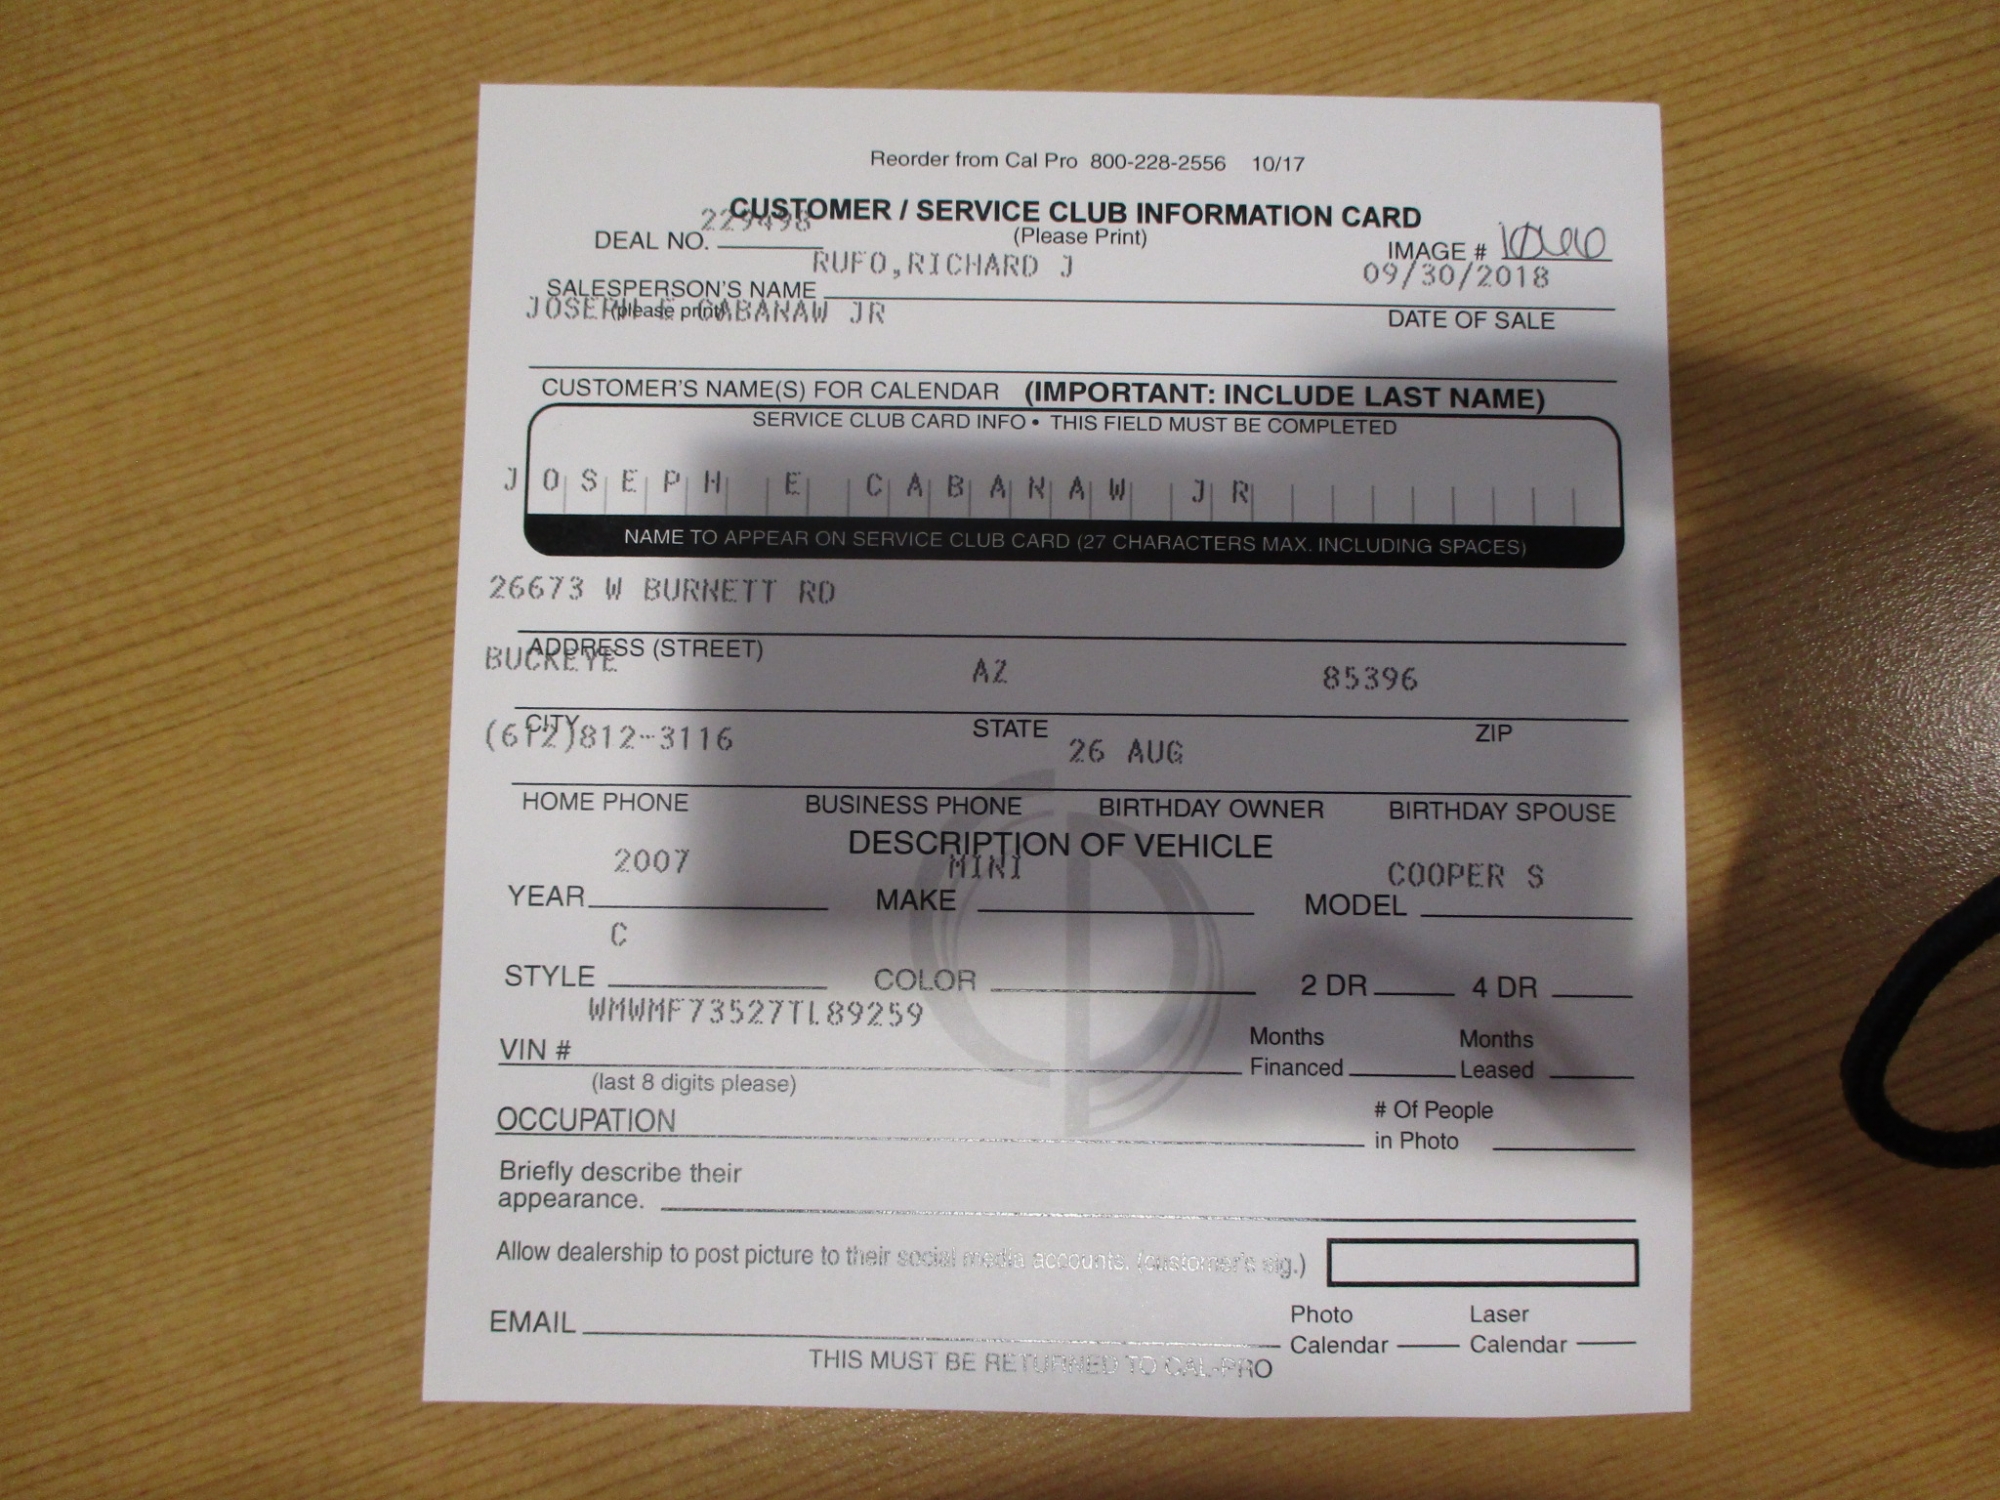 Reorder from Cal Pro 800-228-2556 10/17
CUSTOMER / SERVICE CLUB INFORMATION CARD
(Please Print)
DEAL NO. 229498
IMAGE #
RUFO,RICHARD J
09/30/2018
SALESPERSON'S NAME
(please print)
DATE OF SALE
JOSEPH E CABANAW JR
CUSTOMER'S NAME(S) FOR CALENDAR (IMPORTANT: INCLUDE LAST NAME)
SERVICE CLUB CARD INFO • THIS FIELD MUST BE COMPLETED
JOSEPH E CABANAW JR
NAME TO APPEAR ON SERVICE CLUB CARD (27 CHARACTERS MAX. INCLUDING SPACES)
26673 W BURNETT RD
ADDRESS (STREET)
BUCKEYE AZ 85396
CITY STATE ZIP
(612)812-3116 26 AUG
HOME PHONE BUSINESS PHONE BIRTHDAY OWNER BIRTHDAY SPOUSE
DESCRIPTION OF VEHICLE
2007 MINI COOPER S
YEAR MAKE MODEL
C
STYLE COLOR 2 DR 4 DR
WMWMF73527TL89259
VIN # Months Financed Months Leased
(last 8 digits please)
OCCUPATION # Of People in Photo
Briefly describe their
appearance.
Allow dealership to post picture to their social media accounts. (customer's sig.)
EMAIL Photo Calendar Laser Calendar
THIS MUST BE RETURNED TO CAL-PRO